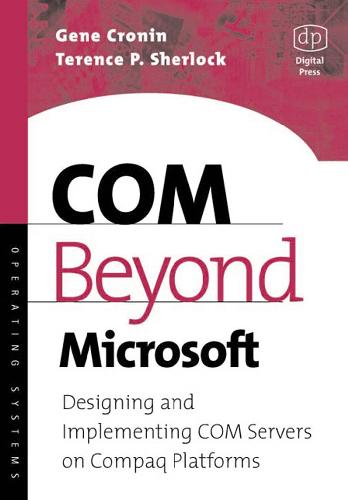 Gene Cronin
Terence P. Sherlock
dp
Digital
Press
COM
Beyond
Microsoft
Designing and
Implementing COM Servers
on Compaq Platforms
OPERATING SYSTEMS